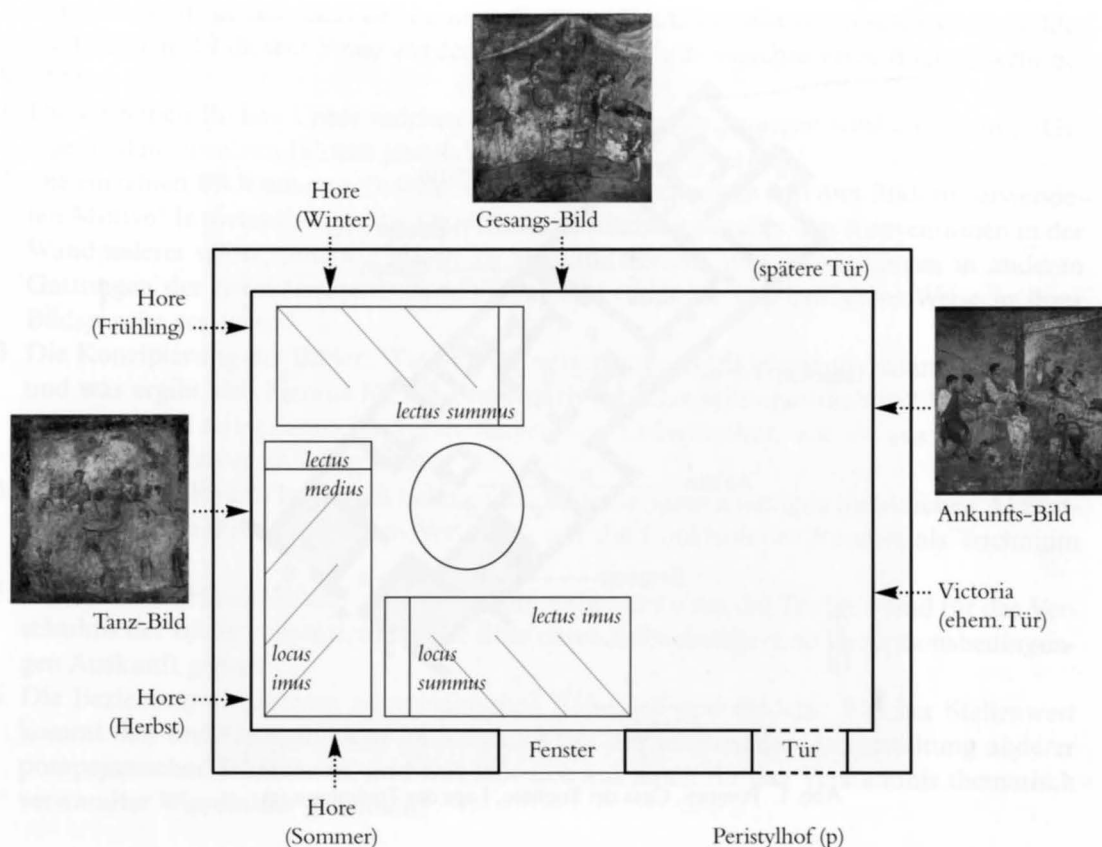 Hore
(Winter)
Gesangs-Bild
(spätere Tür)
Hore
(Frühling)
lectus summus
lectus
medius
Ankunfts-Bild
Tanz-Bild
lectus imus
Victoria
(ehem. Tür)
locus
imus
locus
summus
Hore
(Herbst)
Fenster
Tür
Hore
(Sommer)
Peristylhof (p)